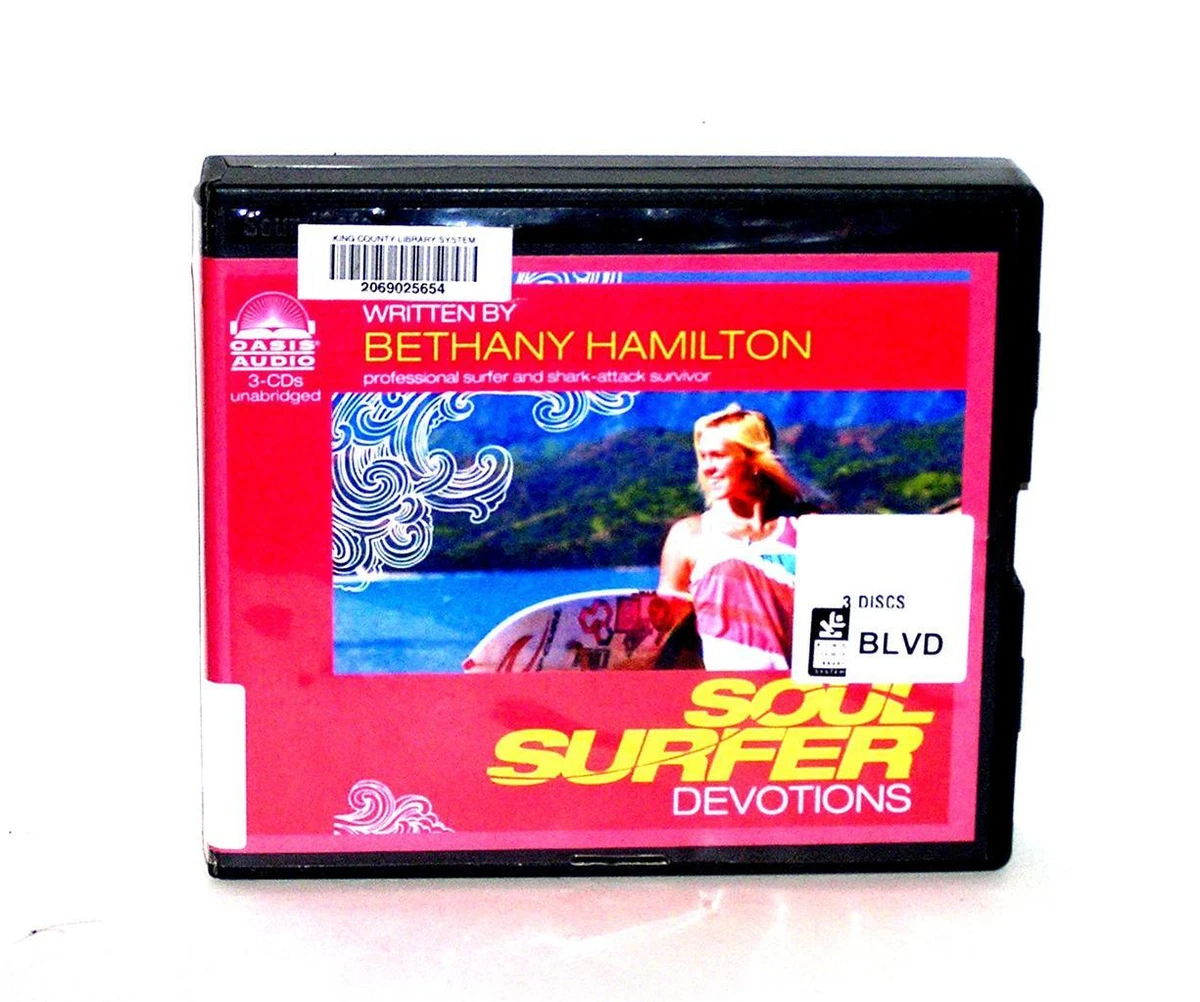 KING COUNTY LIBRARY SYSTEM
2069025654
WRITTEN BY
BETHANY HAMILTON
professional surfer and shark-attack survivor
OASIS
AUDIO
3-CDs
unabridged
3 DISCS
BLVD
SYSTEM
SOUL
SURFER
DEVOTIONS